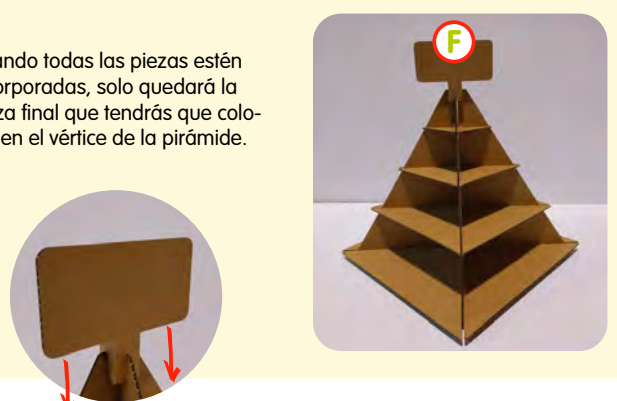 ando todas las piezas estén
orporadas, solo quedará la
za final que tendrás que colo-
en el vértice de la pirámide.
F